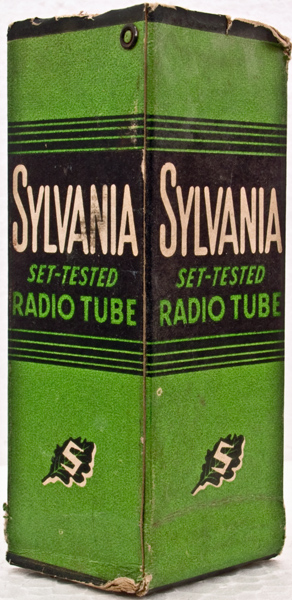 SYLVANIA
SET-TESTED
RADIO TUBE
S
SYLVANIA
SET-TESTED
RADIO TUBE
S